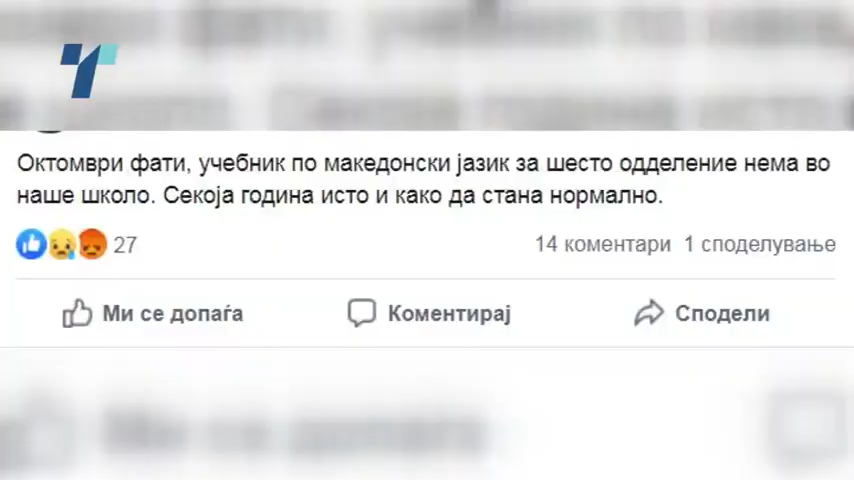 Октомври фати, учебник по македонски јазик за шесто одделение нема во
наше школо. Секоја година исто и како да стана нормално.
27
14 коментари 1 споделување
Ми се допаѓа Коментирај Сподели